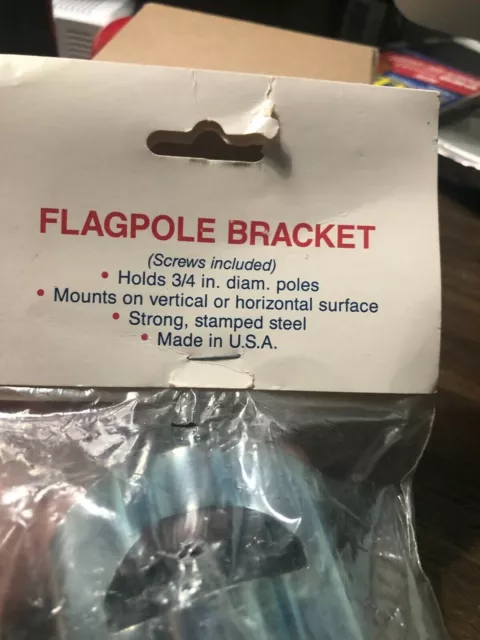 FLAGPOLE BRACKET
(Screws included)
• Holds 3/4 in. diam. poles
• Mounts on vertical or horizontal surface
• Strong, stamped steel
• Made in U.S.A.